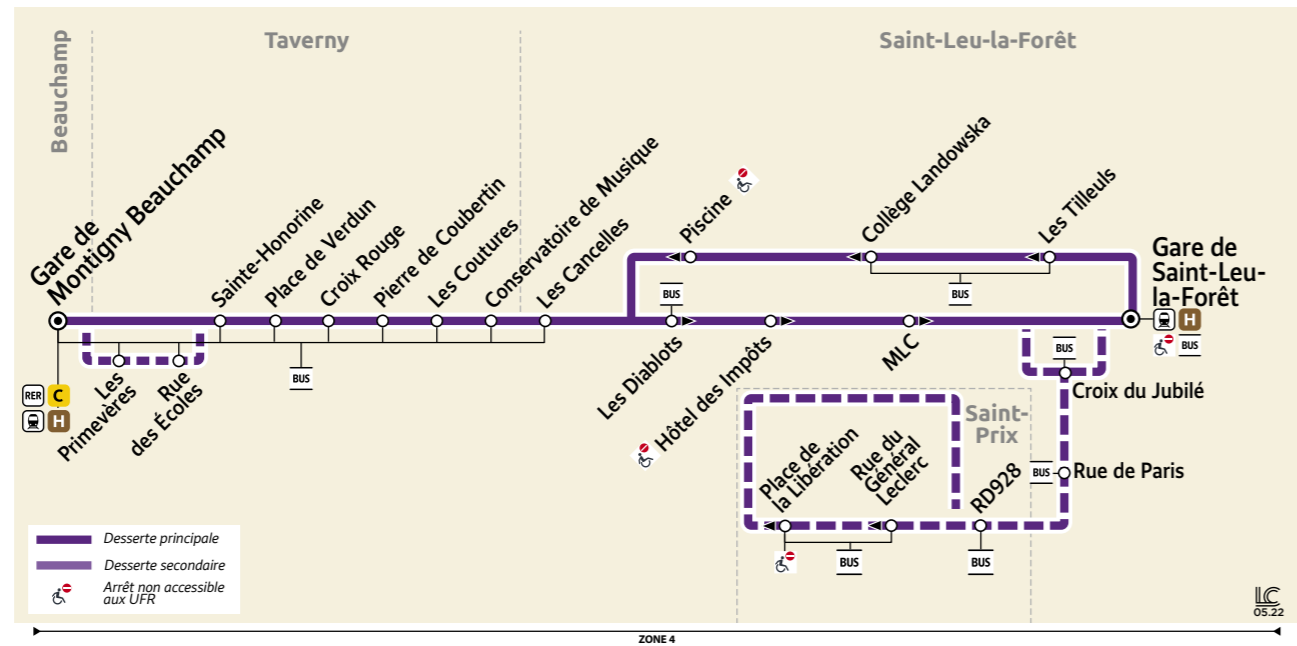 Beauchamp
Taverny
Saint-Leu-la-Forêt
Gare de
Montigny Beauchamp
Sainte-Honorine
Place de Verdun
Croix Rouge
Pierre de Coubertin
Les Coutures
Conservatoire de Musique
Les Cancelles
Piscine
Collège Landowska
Les Tilleuls
Gare de
Saint-Leu-
la-Forêt
H
BUS
BUS
BUS
BUS
RER C
H
Les
Primevères
Rue
des Écoles
BUS
Les Diablots
Hôtel des Impôts
MLC
Croix du Jubilé
Saint-
Prix
Place de
la Libération
Rue du
Général
Leclerc
RD928
BUS
Rue de Paris
BUS
BUS
Desserte principale
Desserte secondaire
Arrêt non accessible
aux UFR
LC
05.22
ZONE 4